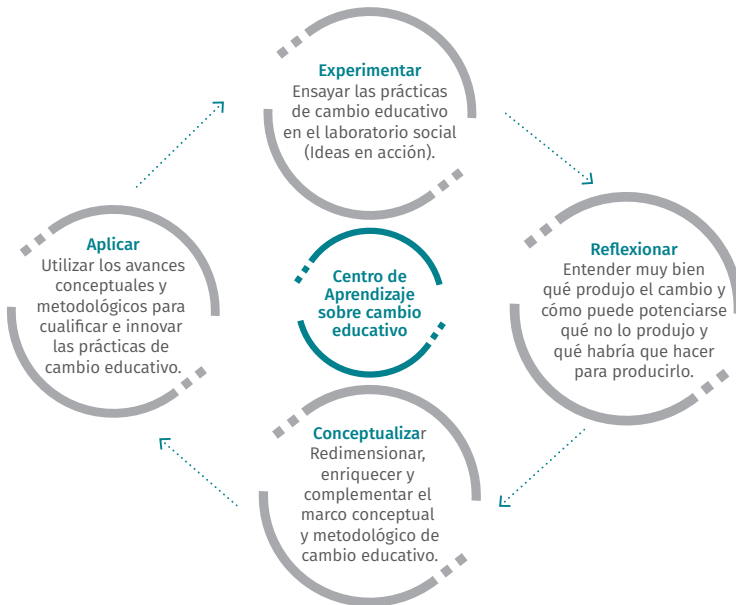 Experimentar
Ensayar las prácticas
de cambio educativo
en el laboratorio social
(Ideas en acción).
Reflexionar
Entender muy bien
qué produjo el cambio y
cómo puede potenciarse
qué no lo produjo y
qué habría que hacer
para producirlo.
Conceptualizar
Redimensionar,
enriquecer y
complementar el
marco conceptual
y metodológico de
cambio educativo.
Aplicar
Utilizar los avances
conceptuales y
metodológicos para
cualificar e innovar
las prácticas de
cambio educativo.
Centro de
Aprendizaje
sobre cambio
educativo